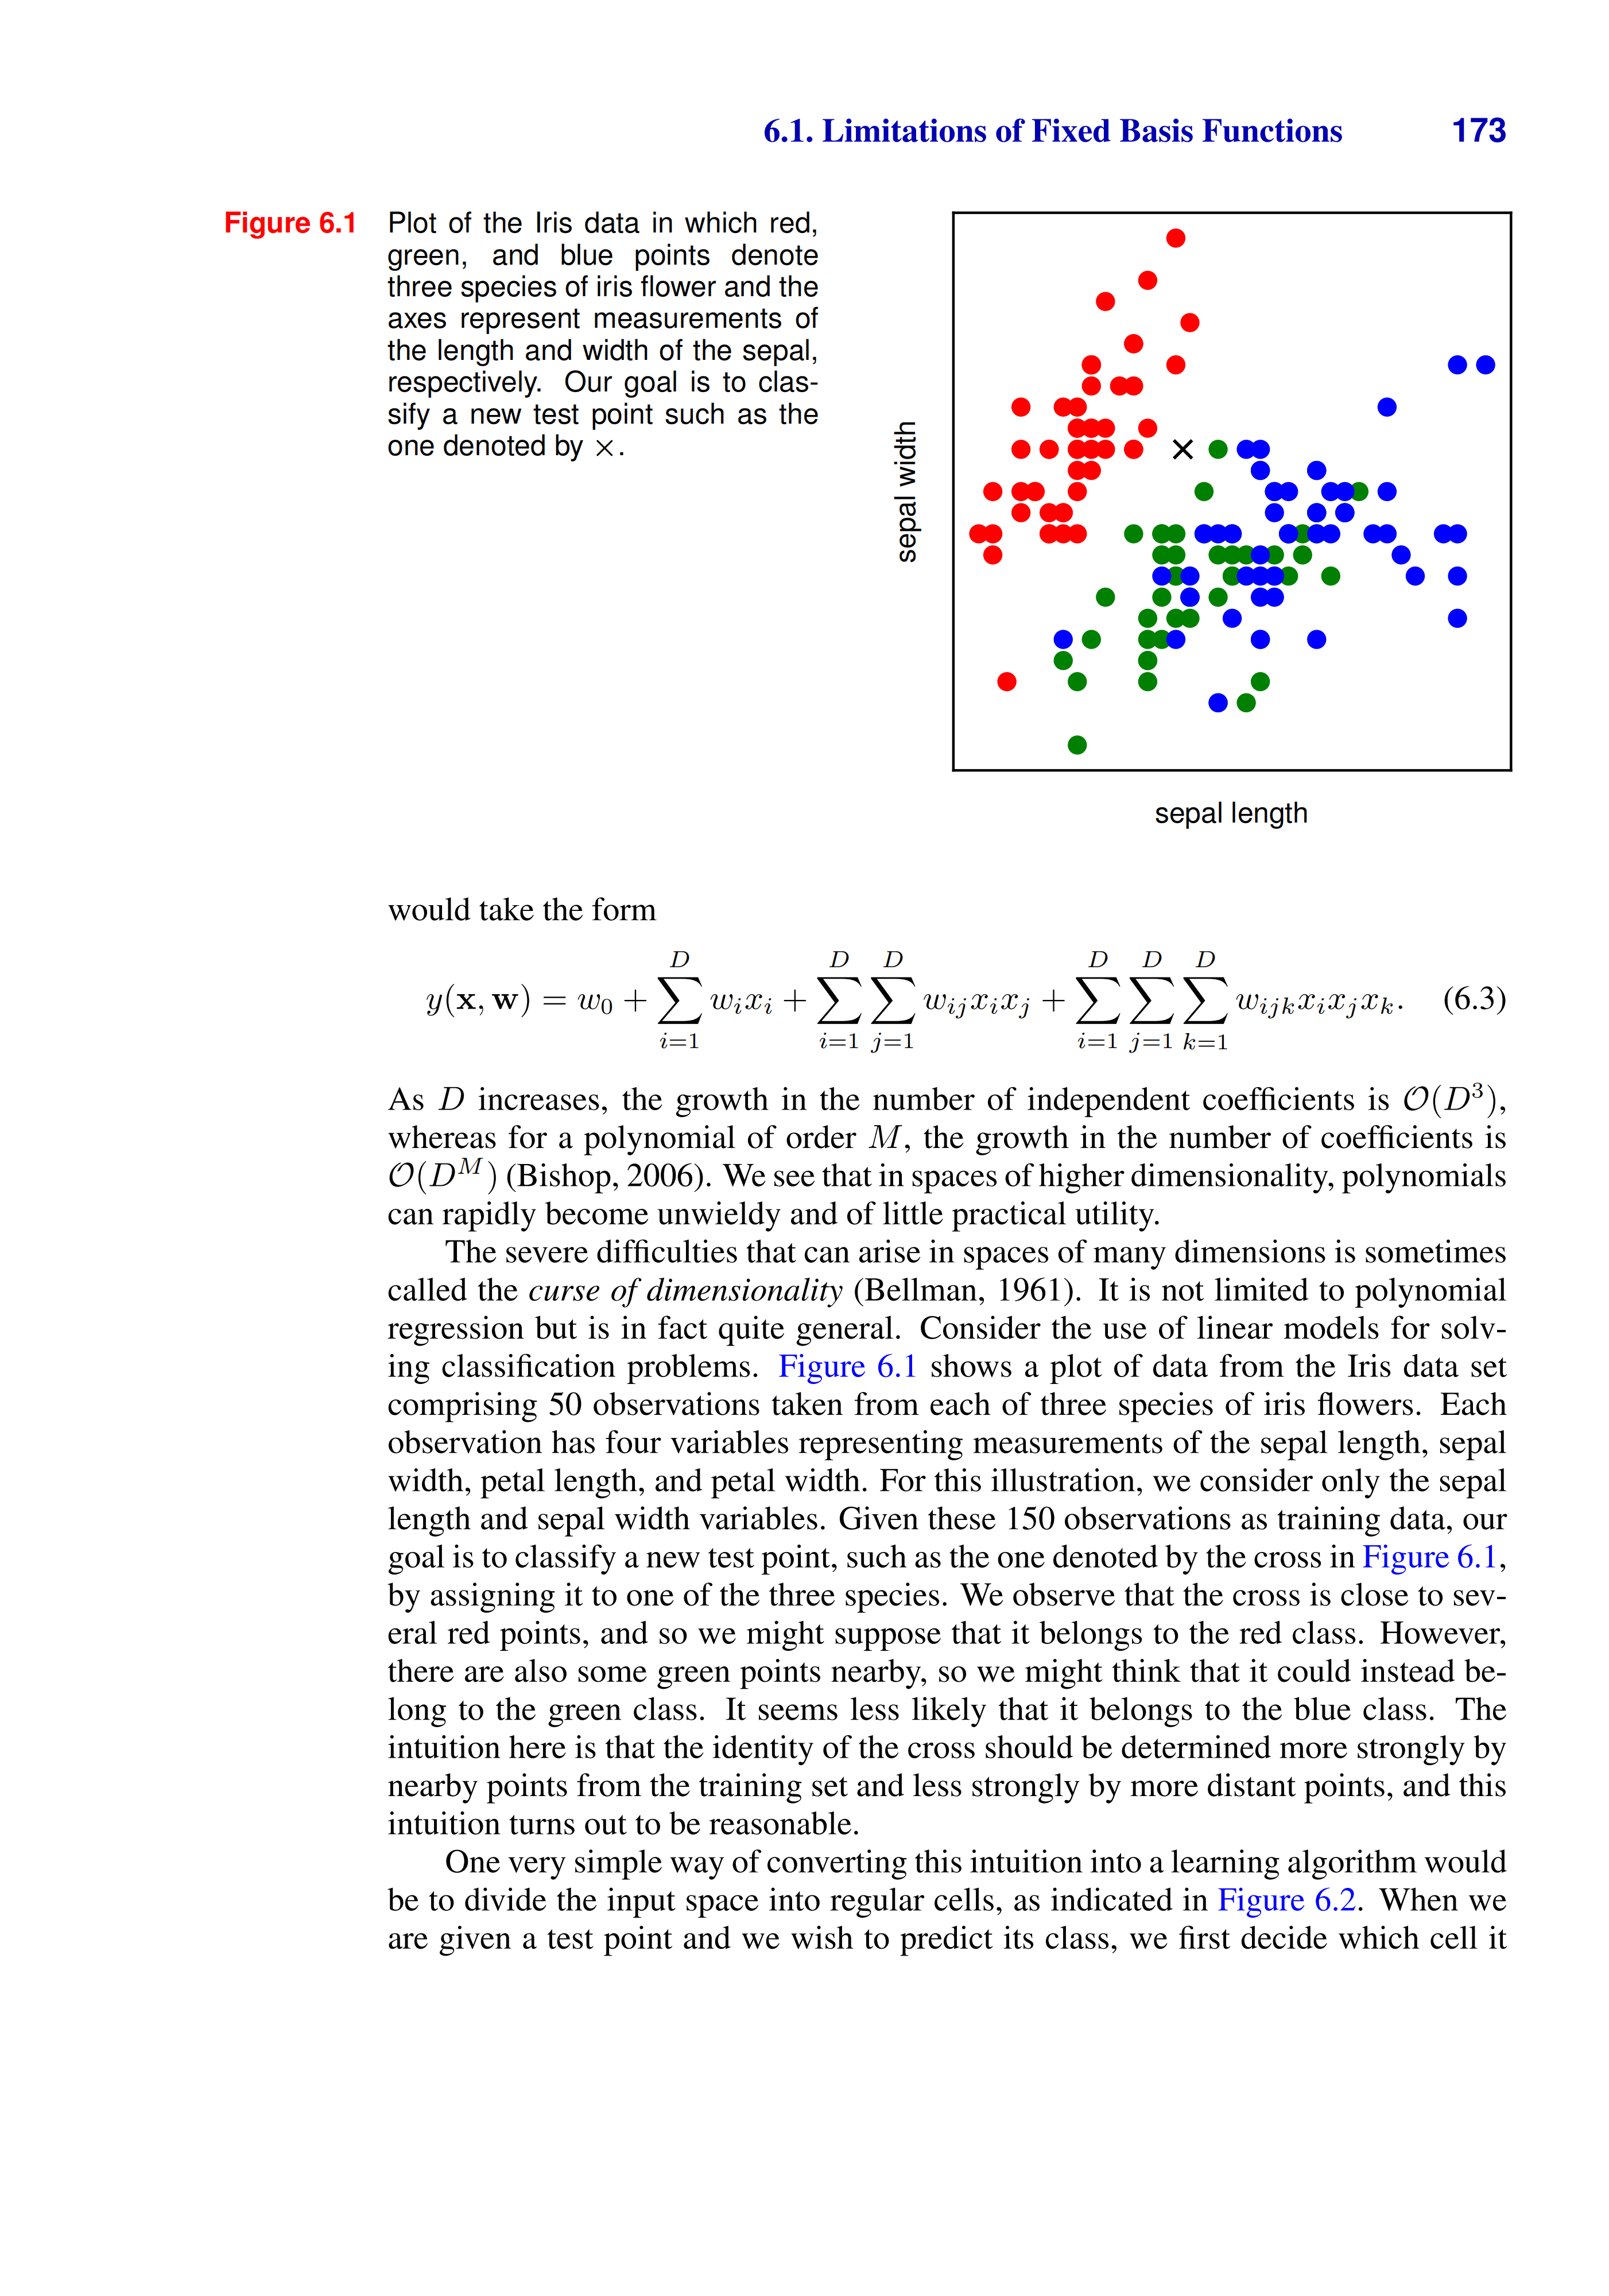 6.1. Limitations of Fixed Basis Functions 173
Figure 6.1 Plot of the Iris data in which red,
green, and blue points denote
three species of iris flower and the
axes represent measurements of
the length and width of the sepal,
respectively. Our goal is to clas-
sify a new test point such as the
one denoted by ×.
sepal width
sepal length
would take the form
y(x, w) = w_0 + \sum_{i=1}^{D} w_i x_i + \sum_{i=1}^{D} \sum_{j=1}^{D} w_{ij} x_i x_j + \sum_{i=1}^{D} \sum_{j=1}^{D} \sum_{k=1}^{D} w_{ijk} x_i x_j x_k. (6.3)
As D increases, the growth in the number of independent coefficients is O(D^3),
whereas for a polynomial of order M, the growth in the number of coefficients is
O(D^M) (Bishop, 2006). We see that in spaces of higher dimensionality, polynomials
can rapidly become unwieldy and of little practical utility.
The severe difficulties that can arise in spaces of many dimensions is sometimes
called the curse of dimensionality (Bellman, 1961). It is not limited to polynomial
regression but is in fact quite general. Consider the use of linear models for solv-
ing classification problems. Figure 6.1 shows a plot of data from the Iris data set
comprising 50 observations taken from each of three species of iris flowers. Each
observation has four variables representing measurements of the sepal length, sepal
width, petal length, and petal width. For this illustration, we consider only the sepal
length and sepal width variables. Given these 150 observations as training data, our
goal is to classify a new test point, such as the one denoted by the cross in Figure 6.1,
by assigning it to one of the three species. We observe that the cross is close to sev-
eral red points, and so we might suppose that it belongs to the red class. However,
there are also some green points nearby, so we might think that it could instead be-
long to the green class. It seems less likely that it belongs to the blue class. The
intuition here is that the identity of the cross should be determined more strongly by
nearby points from the training set and less strongly by more distant points, and this
intuition turns out to be reasonable.
One very simple way of converting this intuition into a learning algorithm would
be to divide the input space into regular cells, as indicated in Figure 6.2. When we
are given a test point and we wish to predict its class, we first decide which cell it